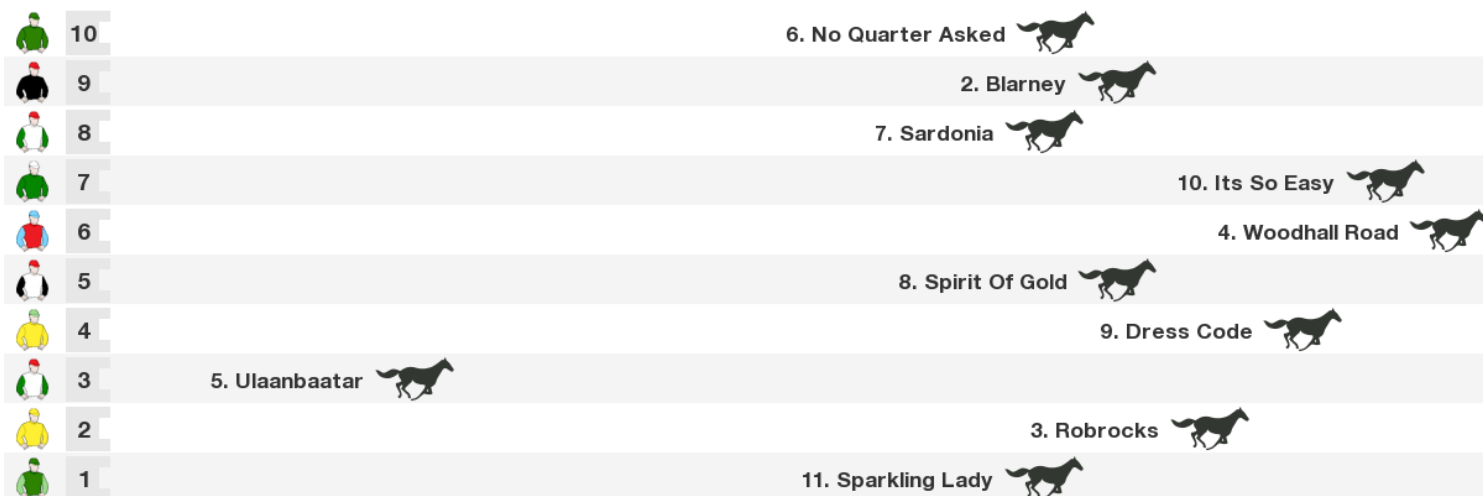 10 6. No Quarter Asked
9 2. Blarney
8 7. Sardonia
7 10. Its So Easy
6 4. Woodhall Road
5 8. Spirit Of Gold
4 9. Dress Code
3 5. Ulaanbaatar
2 3. Robrocks
1 11. Sparkling Lady